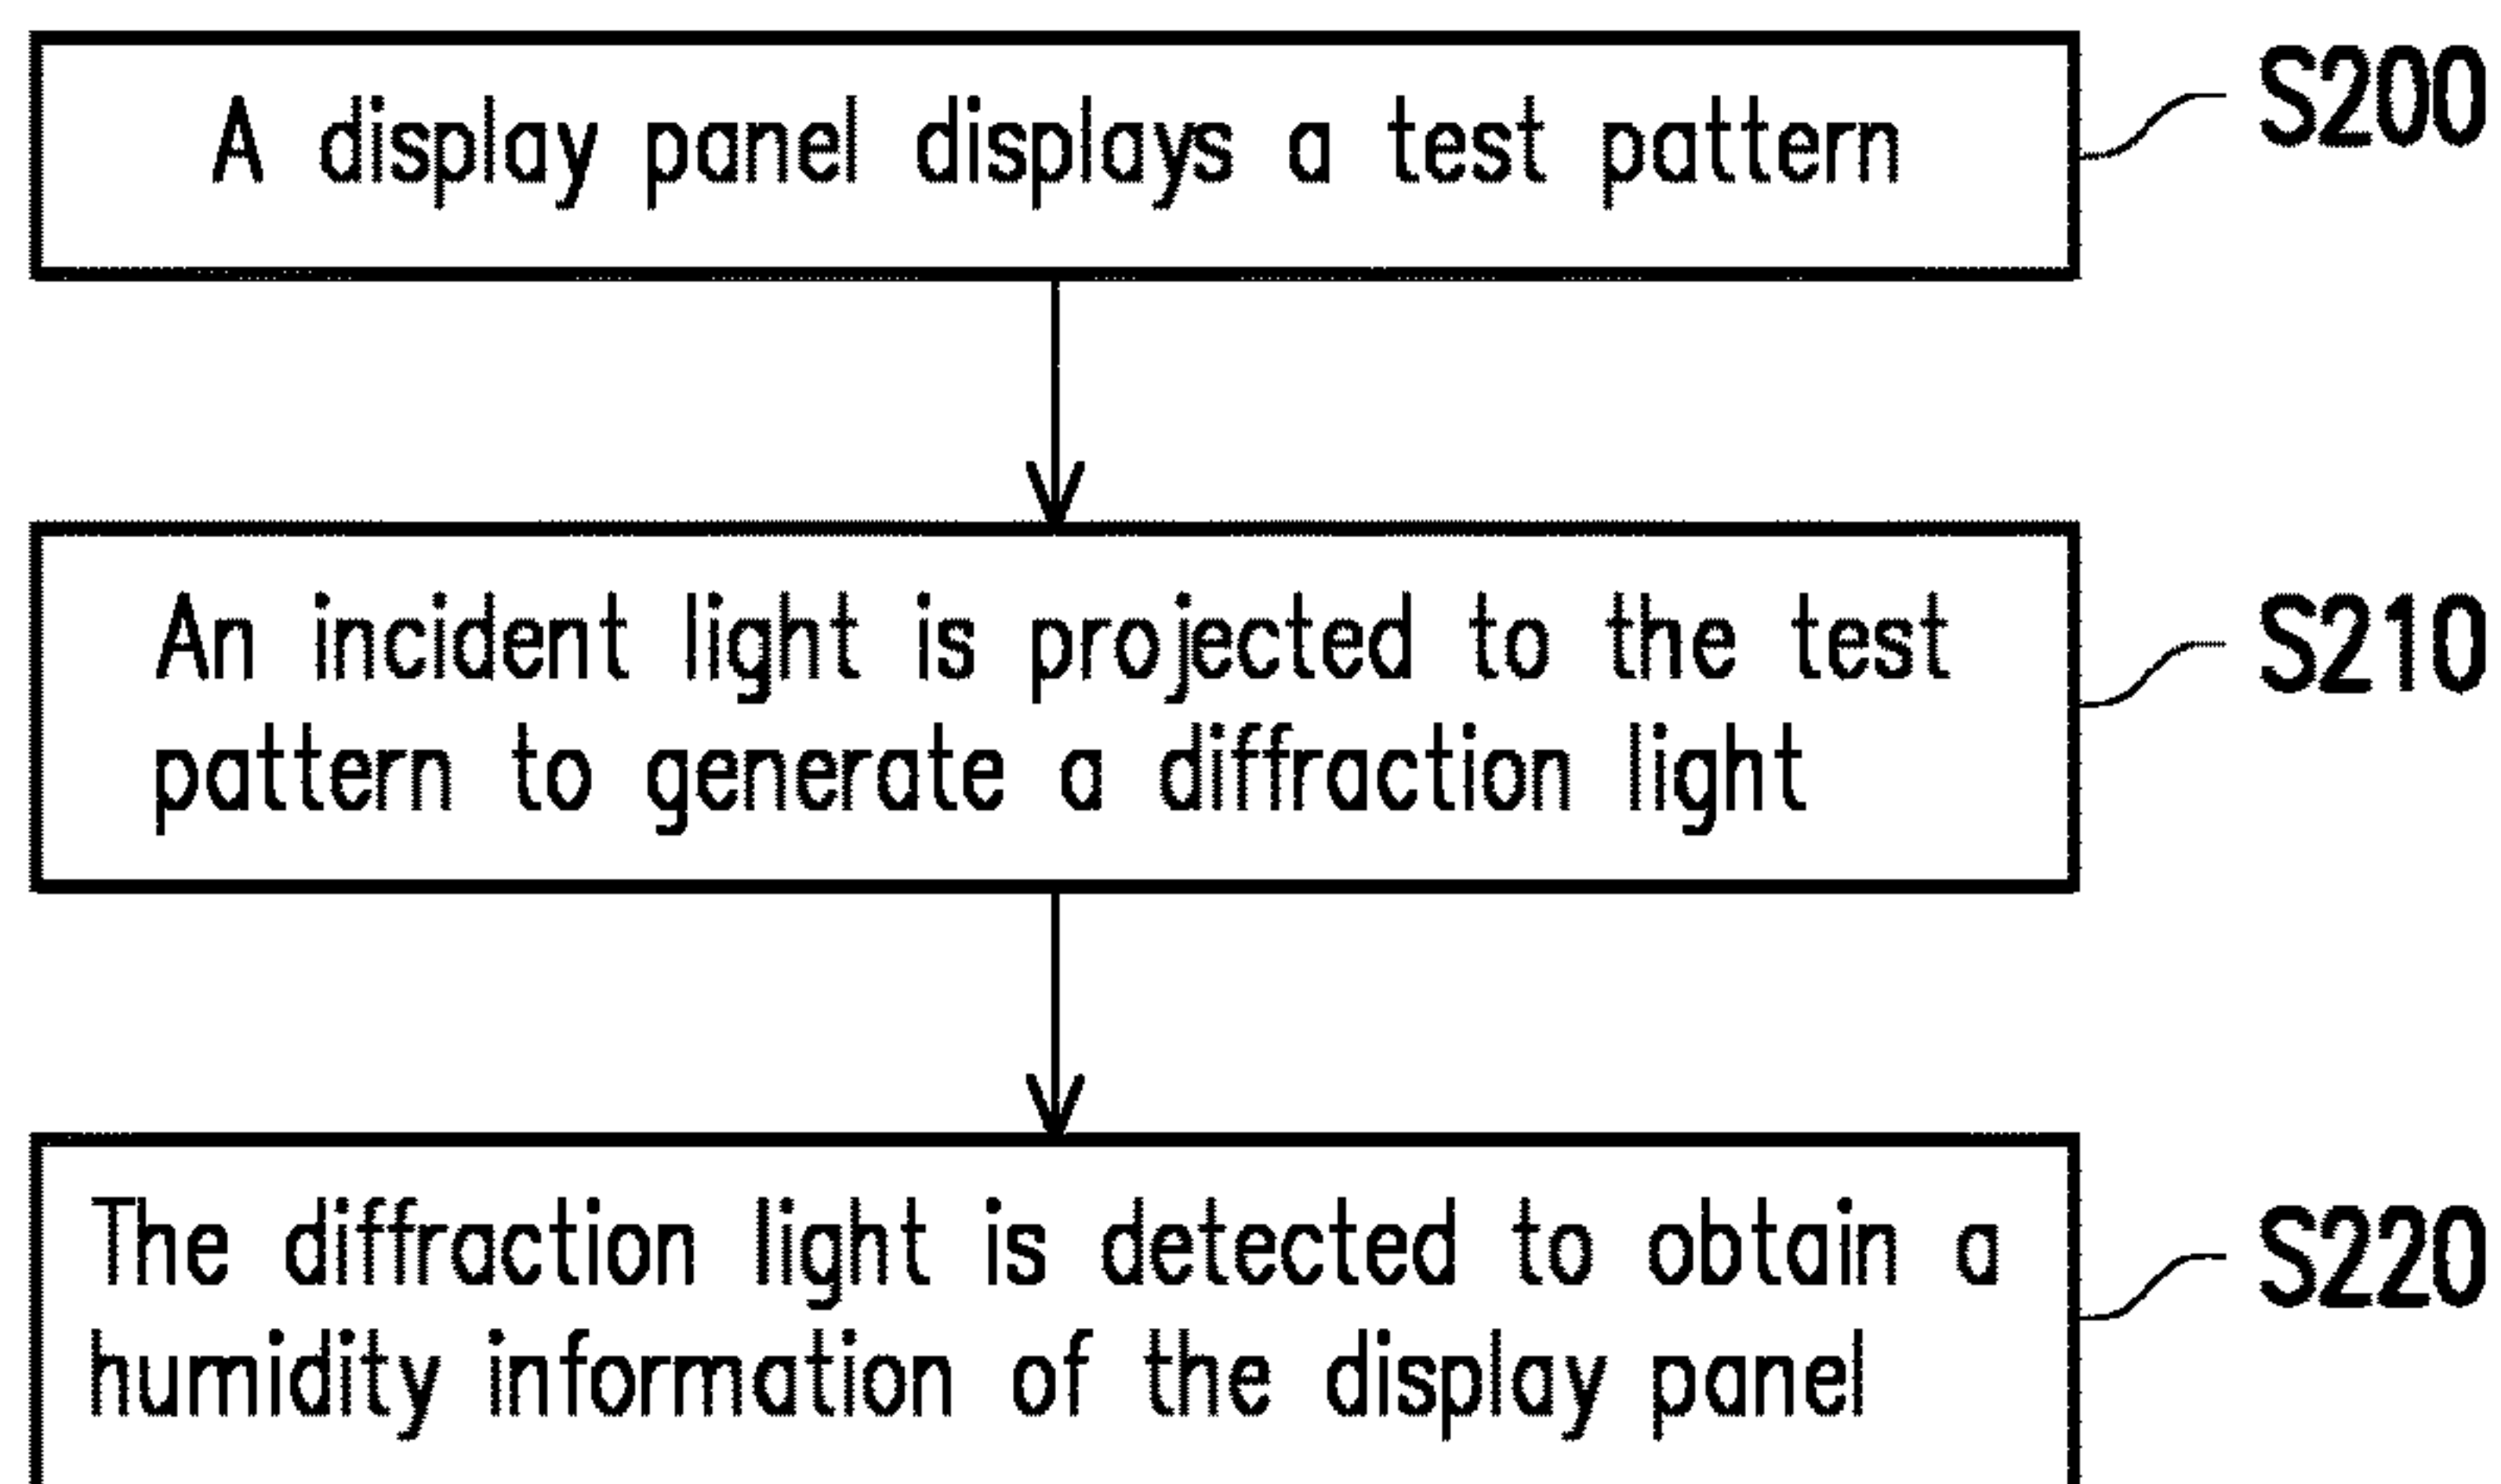 A display panel displays a test pattern
S200
An incident light is projected to the test
pattern to generate a diffraction light
S210
The diffraction light is detected to obtain a
humidity information of the display panel
S220